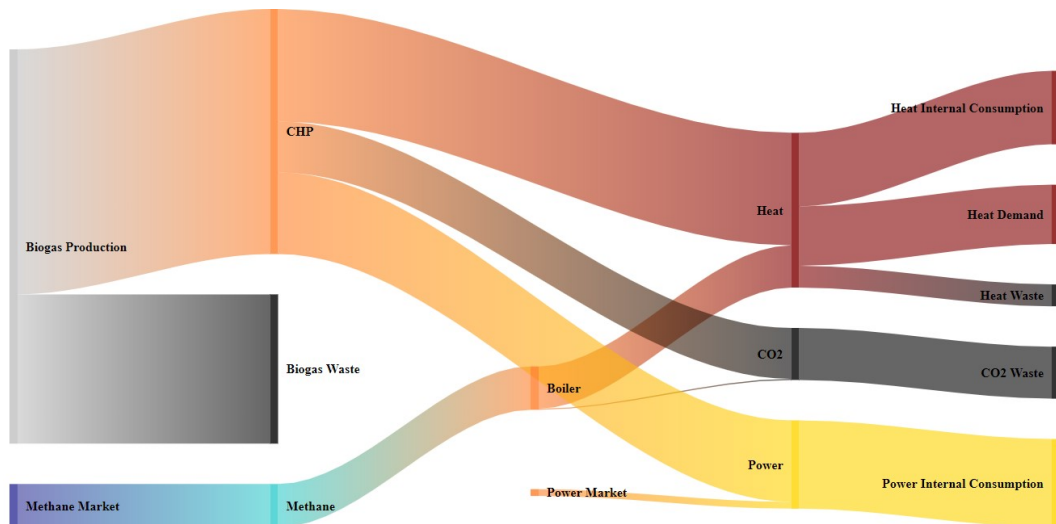 Heat Internal Consumption
CHP
Heat
Heat Demand
Biogas Production
Heat Waste
CO2
Biogas Waste
CO2 Waste
Boiler
Power
Power Internal Consumption
Power Market
Methane Market
Methane